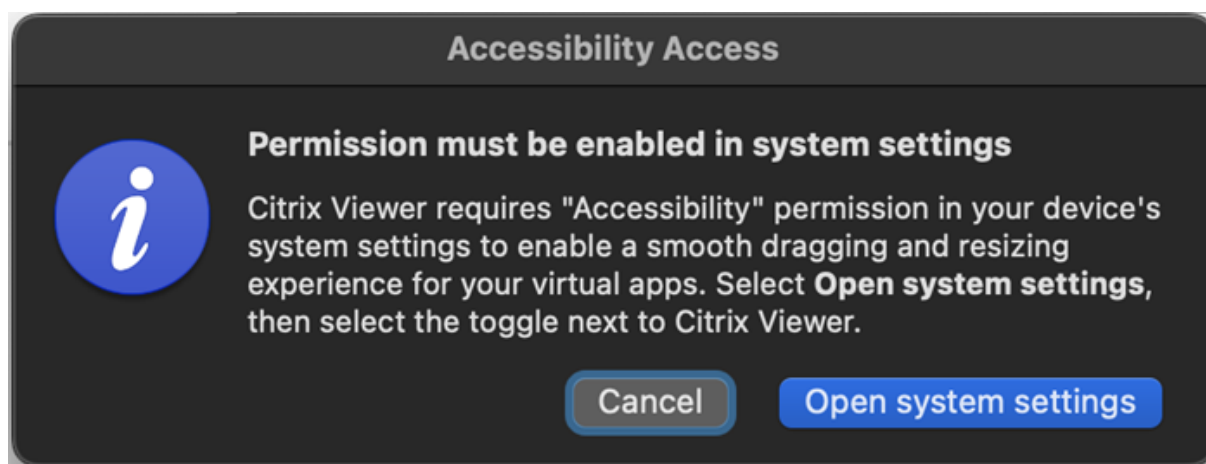 Accessibility Access
Permission must be enabled in system settings
Citrix Viewer requires "Accessibility" permission in your device's
system settings to enable a smooth dragging and resizing
experience for your virtual apps. Select Open system settings,
then select the toggle next to Citrix Viewer.
Cancel
Open system settings